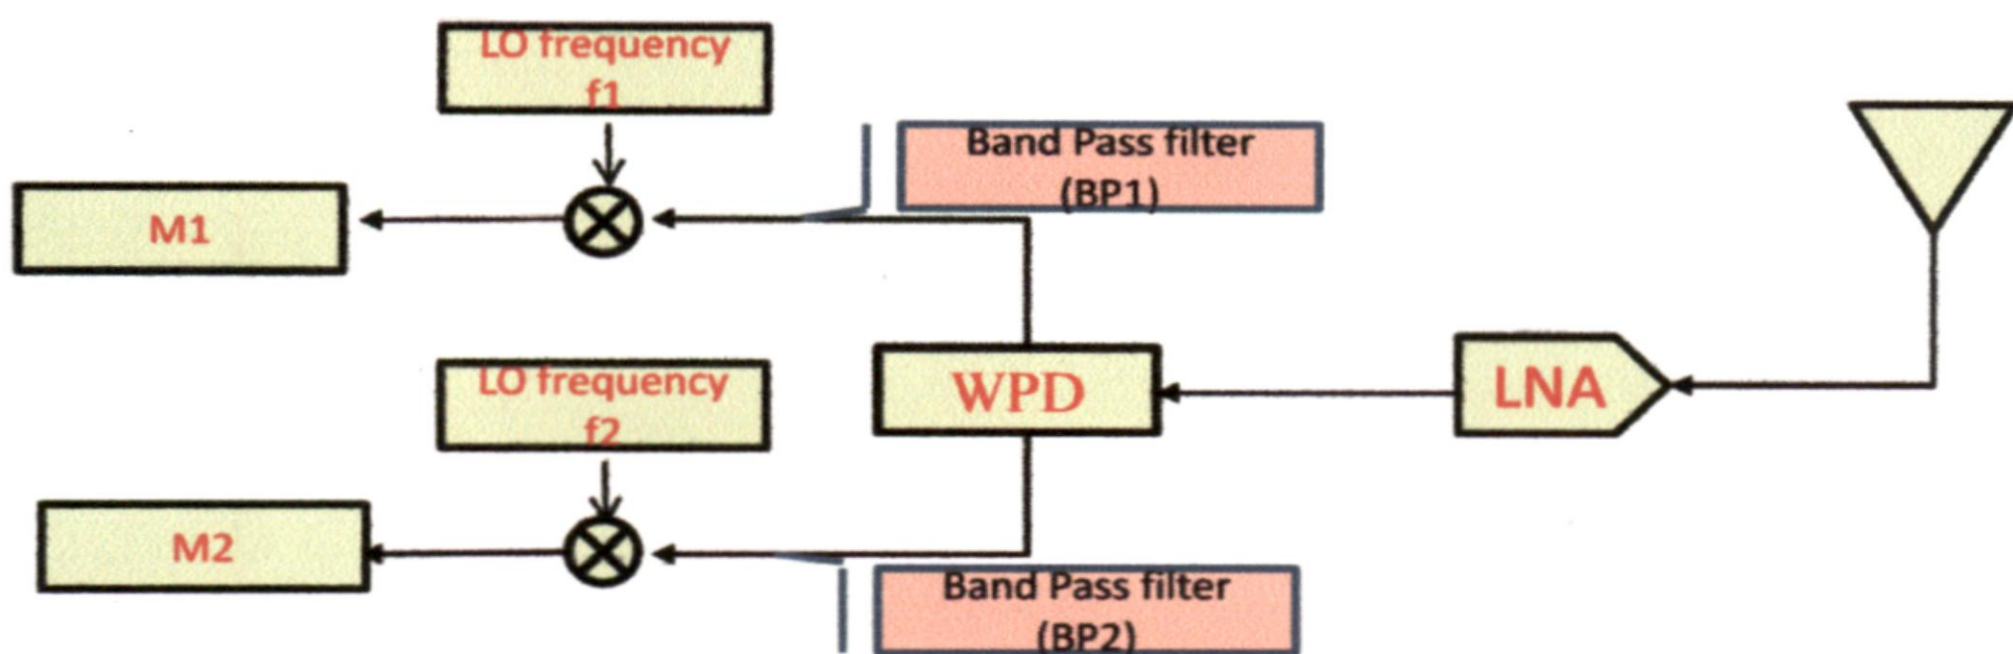 LO frequency
f1
Band Pass filter
(BP1)
M1
LO frequency
f2
WPD
LNA
M2
Band Pass filter
(BP2)